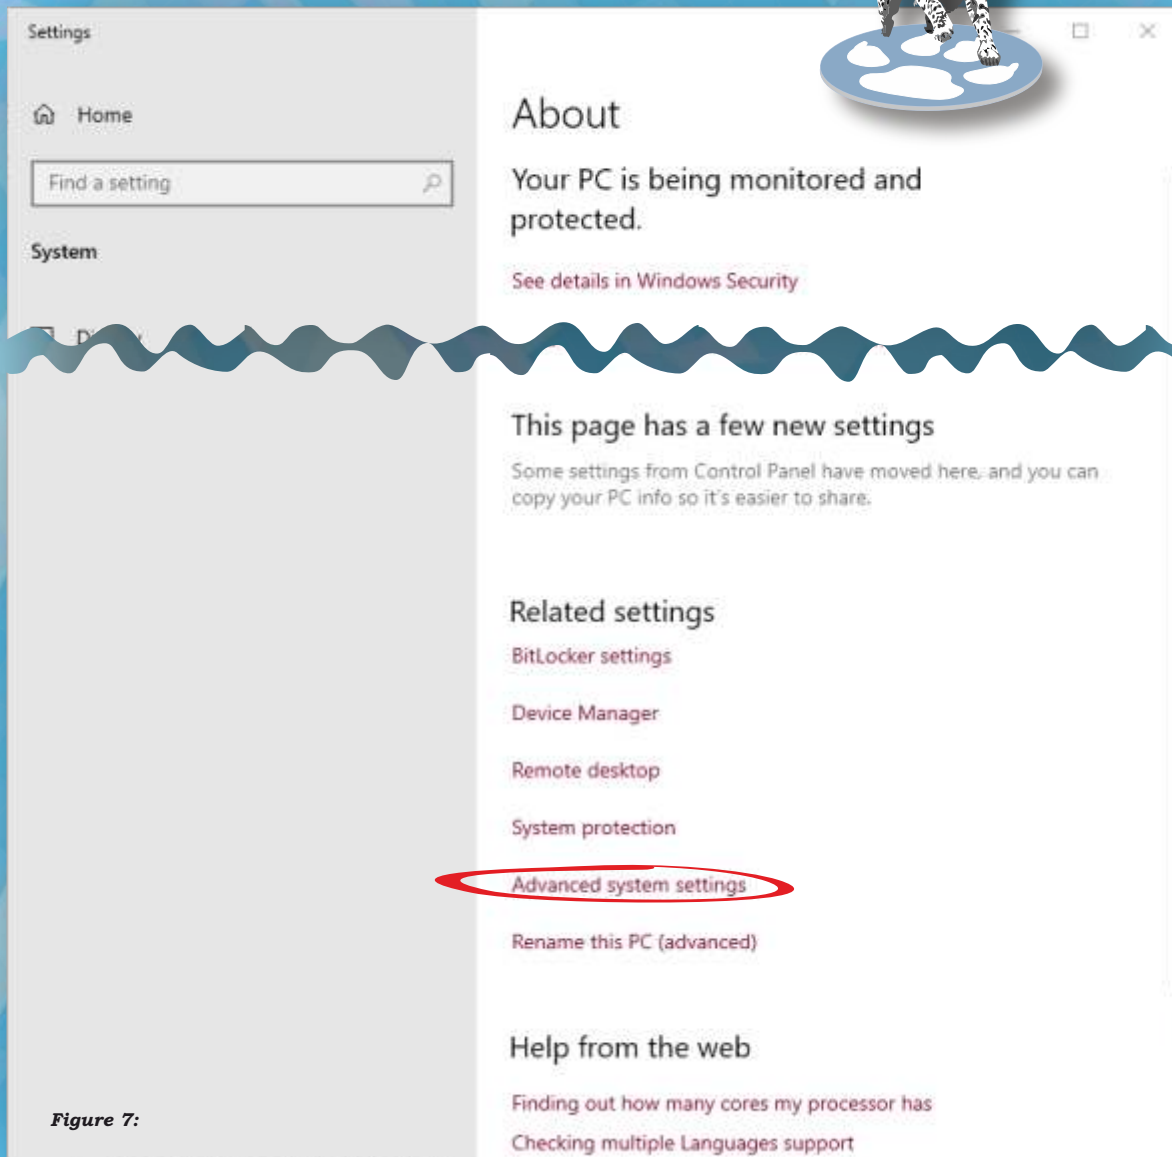 Settings
Home
Find a setting
System
About
Your PC is being monitored and
protected.
See details in Windows Security
This page has a few new settings
Some settings from Control Panel have moved here, and you can
copy your PC info so it's easier to share.
Related settings
BitLocker settings
Device Manager
Remote desktop
System protection
Advanced system settings
Rename this PC (advanced)
Help from the web
Finding out how many cores my processor has
Checking multiple Languages support
Figure 7: